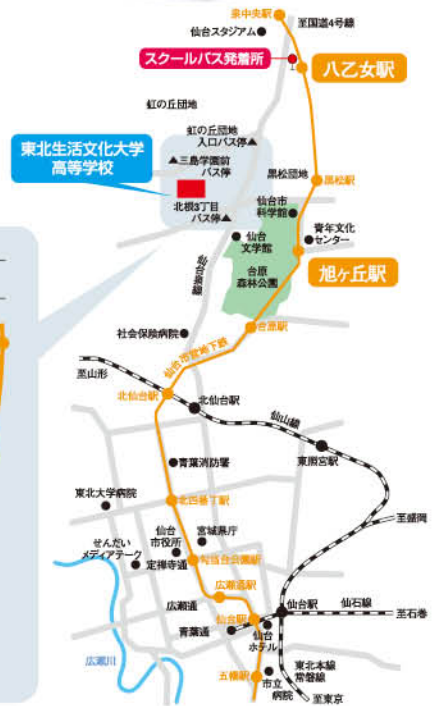 泉中央駅
至国道4号線
仙台スタジアム
スクールバス発着所
八乙女駅
虹の丘団地
虹の丘団地
入口バス停
東北生活文化大学
高等学校
三島学園前
バス停
黒松団地
黒松駅
北根3丁目
バス停
仙台市
科学館
青年文化
センター
仙台
文学館
旭ヶ丘駅
台原
森林公園
仙台泉線
台原駅
社会保険病院
仙台市営地下鉄
至山形
北仙台駅
北仙台駅
仙山線
東照宮駅
青葉消防署
東北大学病院
北四番丁駅
至盛岡
せんだい
メディアテーク
仙台
市役所
宮城県庁
定禅寺通
勾当台公園駅
広瀬通駅
広瀬通
仙台駅
仙台駅
仙石線
至石巻
青葉通
仙台
ホテル
広瀬川
五橋駅
市立
病院
東北本線
常磐線
至東京